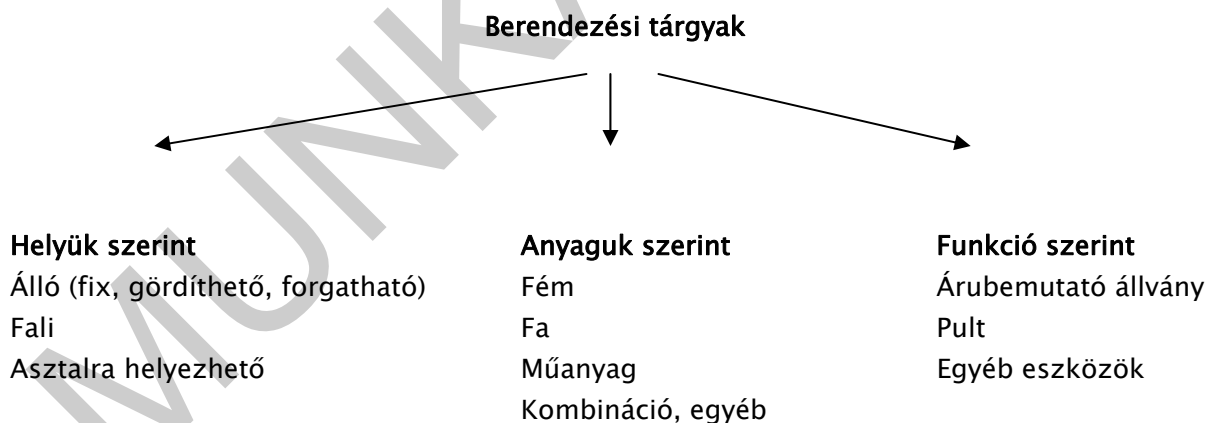 Berendezési tárgyak
Helyük szerint
Álló (fix, gördíthető, forgatható)
Fali
Asztalra helyezhető
Anyaguk szerint
Fém
Fa
Műanyag
Kombináció, egyéb
Funkció szerint
Árubemutató állvány
Pult
Egyéb eszközök
MUNKA